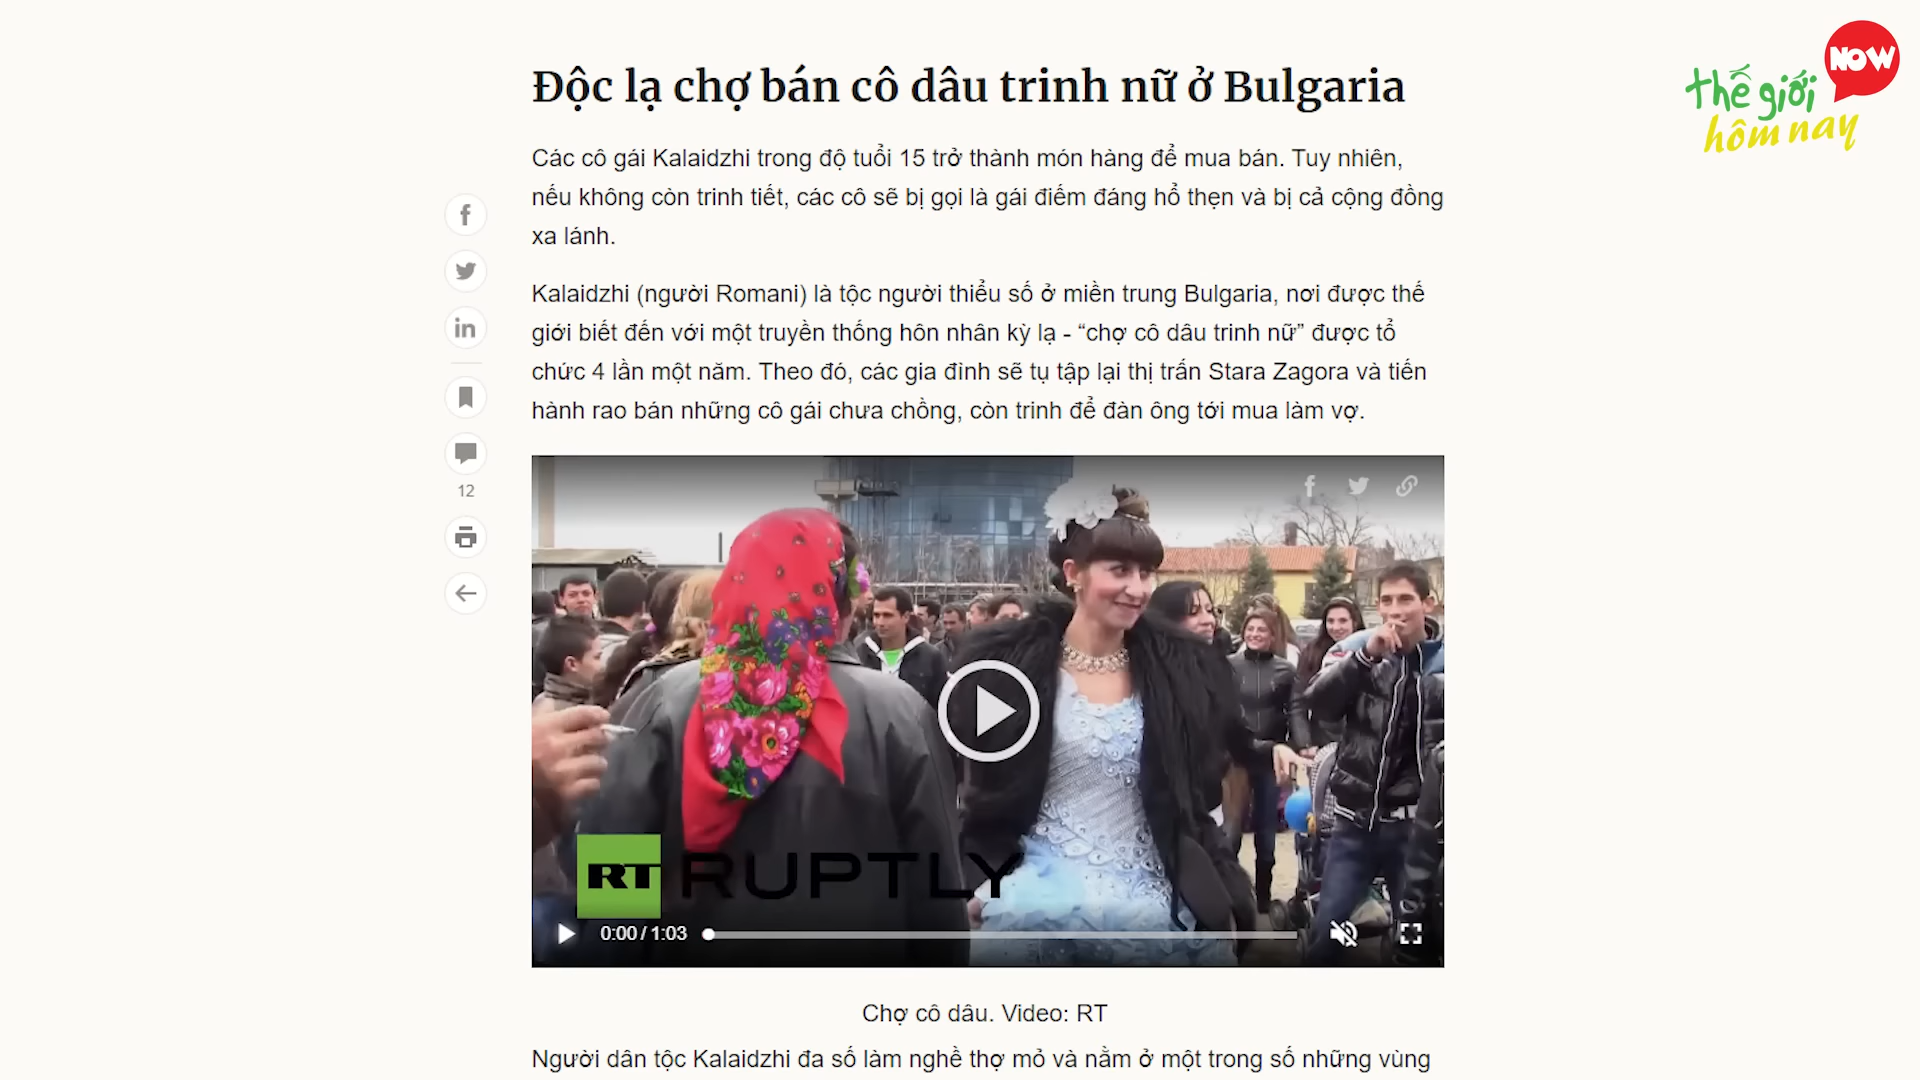 NOW
thế giới
hôm nay
Độc lạ chợ bán cô dâu trinh nữ ở Bulgaria
Các cô gái Kalaidzhi trong độ tuổi 15 trở thành món hàng để mua bán. Tuy nhiên,
nếu không còn trinh tiết, các cô sẽ bị gọi là gái điếm đáng hổ thẹn và bị cả cộng đồng
xa lánh.
Kalaidzhi (người Romani) là tộc người thiểu số ở miền trung Bulgaria, nơi được thế
giới biết đến với một truyền thống hôn nhân kỳ lạ - “chợ cô dâu trinh nữ” được tổ
chức 4 lần một năm. Theo đó, các gia đình sẽ tụ tập lại thị trấn Stara Zagora và tiến
hành rao bán những cô gái chưa chồng, còn trinh để đàn ông tới mua làm vợ.
12
RT RUPTLY
0:00 / 1:03
Chợ cô dâu. Video: RT
Người dân tộc Kalaidzhi đa số làm nghề thợ mỏ và nằm ở một trong số những vùng